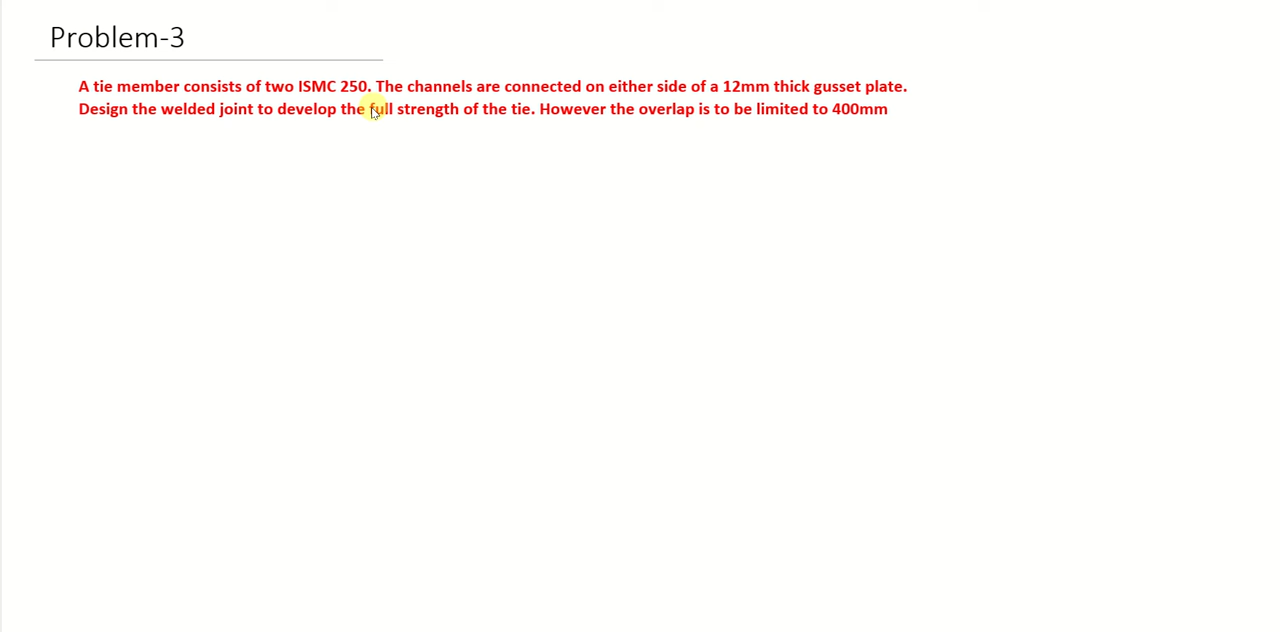 Problem-3
A tie member consists of two ISMC 250. The channels are connected on either side of a 12mm thick gusset plate.
Design the welded joint to develop the full strength of the tie. However the overlap is to be limited to 400mm